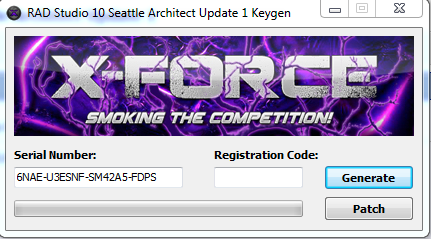 RAD Studio 10 Seattle Architect Update 1 Keygen
X-FORCE
SMOKING THE COMPETITION!
Serial Number:
Registration Code:
6NAE-U3ESNF-SM42A5-FDPS
Generate
Patch